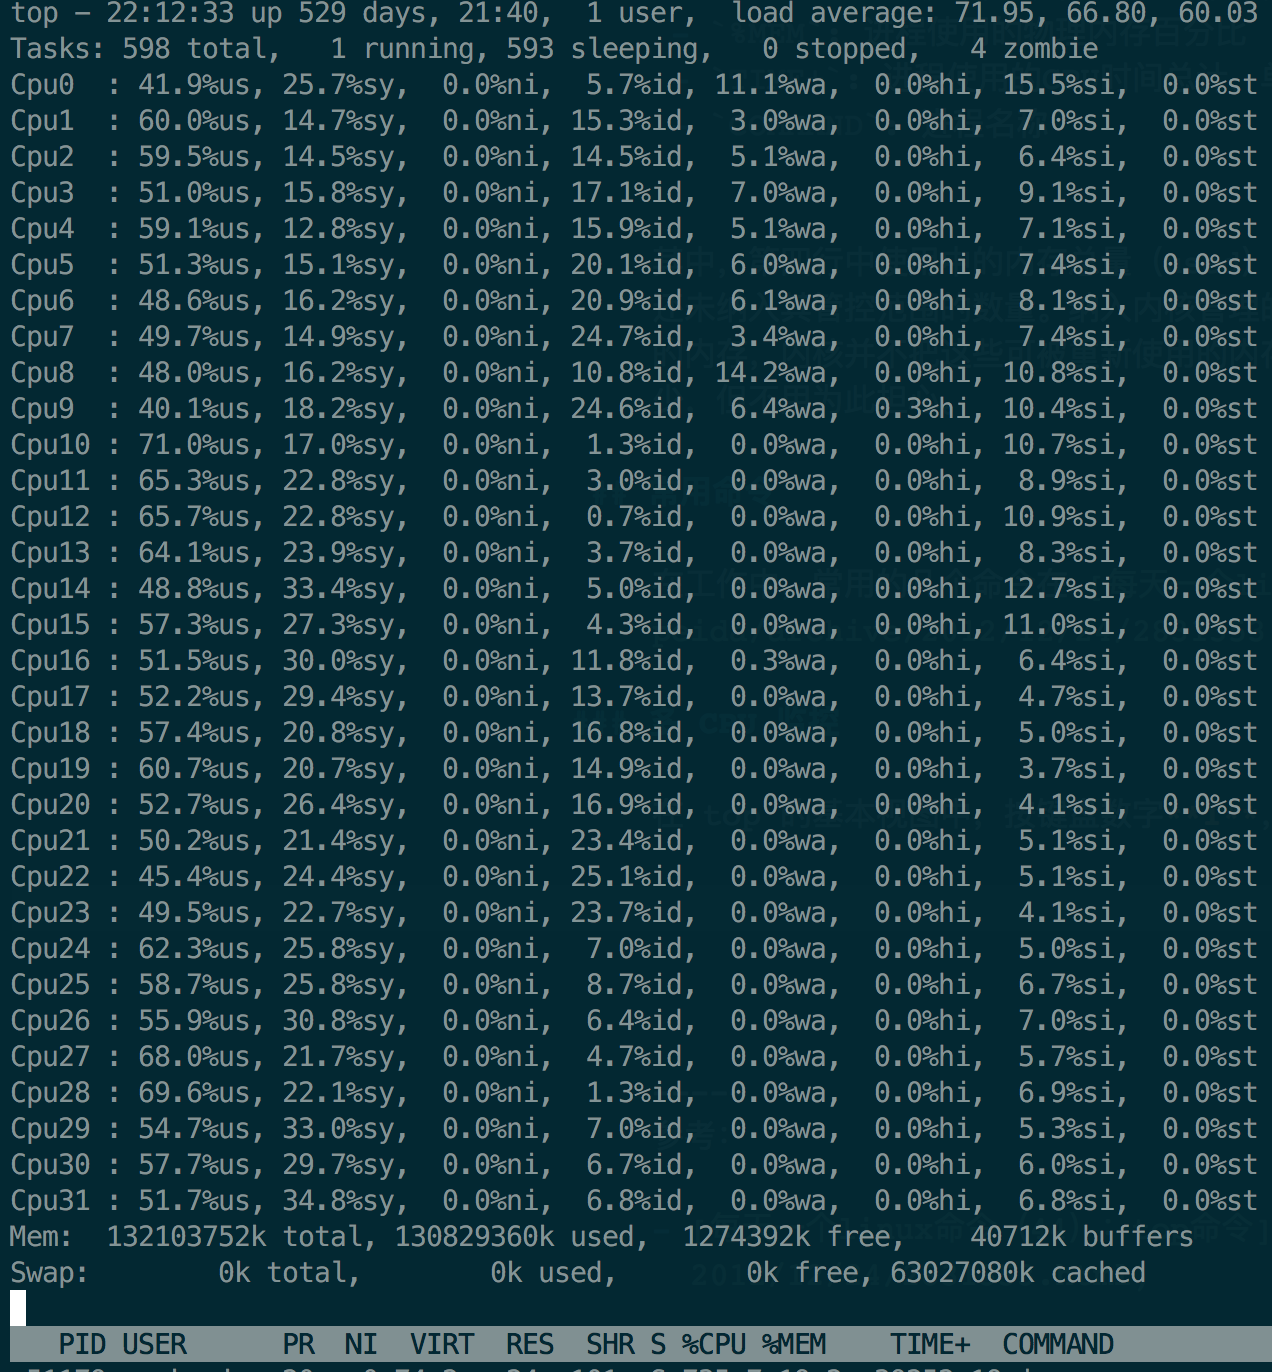 top - 22:12:33 up 529 days, 21:40,  1 user,  load average: 71.95, 66.80, 60.03
Tasks: 598 total,   1 running, 593 sleeping,   0 stopped,   4 zombie
Cpu0  : 41.9%us, 25.7%sy,  0.0%ni,  5.7%id, 11.1%wa,  0.0%hi, 15.5%si,  0.0%st
Cpu1  : 60.0%us, 14.7%sy,  0.0%ni, 15.3%id,  3.0%wa,  0.0%hi,  7.0%si,  0.0%st
Cpu2  : 59.5%us, 14.5%sy,  0.0%ni, 14.5%id,  5.1%wa,  0.0%hi,  6.4%si,  0.0%st
Cpu3  : 51.0%us, 15.8%sy,  0.0%ni, 17.1%id,  7.0%wa,  0.0%hi,  9.1%si,  0.0%st
Cpu4  : 59.1%us, 12.8%sy,  0.0%ni, 15.9%id,  5.1%wa,  0.0%hi,  7.1%si,  0.0%st
Cpu5  : 51.3%us, 15.1%sy,  0.0%ni, 20.1%id,  6.0%wa,  0.0%hi,  7.4%si,  0.0%st
Cpu6  : 48.6%us, 16.2%sy,  0.0%ni, 20.9%id,  6.1%wa,  0.0%hi,  8.1%si,  0.0%st
Cpu7  : 49.7%us, 14.9%sy,  0.0%ni, 24.7%id,  3.4%wa,  0.0%hi,  7.4%si,  0.0%st
Cpu8  : 48.0%us, 16.2%sy,  0.0%ni, 10.8%id, 14.2%wa,  0.0%hi, 10.8%si,  0.0%st
Cpu9  : 40.1%us, 18.2%sy,  0.0%ni, 24.6%id,  6.4%wa,  0.3%hi, 10.4%si,  0.0%st
Cpu10 : 71.0%us, 17.0%sy,  0.0%ni,  1.3%id,  0.0%wa,  0.0%hi, 10.7%si,  0.0%st
Cpu11 : 65.3%us, 22.8%sy,  0.0%ni,  3.0%id,  0.0%wa,  0.0%hi,  8.9%si,  0.0%st
Cpu12 : 65.7%us, 22.8%sy,  0.0%ni,  0.7%id,  0.0%wa,  0.0%hi, 10.9%si,  0.0%st
Cpu13 : 64.1%us, 23.9%sy,  0.0%ni,  3.7%id,  0.0%wa,  0.0%hi,  8.3%si,  0.0%st
Cpu14 : 48.8%us, 33.4%sy,  0.0%ni,  5.0%id,  0.0%wa,  0.0%hi, 12.7%si,  0.0%st
Cpu15 : 57.3%us, 27.3%sy,  0.0%ni,  4.3%id,  0.0%wa,  0.0%hi, 11.0%si,  0.0%st
Cpu16 : 51.5%us, 30.0%sy,  0.0%ni, 11.8%id,  0.3%wa,  0.0%hi,  6.4%si,  0.0%st
Cpu17 : 52.2%us, 29.4%sy,  0.0%ni, 13.7%id,  0.0%wa,  0.0%hi,  4.7%si,  0.0%st
Cpu18 : 57.4%us, 20.8%sy,  0.0%ni, 16.8%id,  0.0%wa,  0.0%hi,  5.0%si,  0.0%st
Cpu19 : 60.7%us, 20.7%sy,  0.0%ni, 14.9%id,  0.0%wa,  0.0%hi,  3.7%si,  0.0%st
Cpu20 : 52.7%us, 26.4%sy,  0.0%ni, 16.9%id,  0.0%wa,  0.0%hi,  4.1%si,  0.0%st
Cpu21 : 50.2%us, 21.4%sy,  0.0%ni, 23.4%id,  0.0%wa,  0.0%hi,  5.1%si,  0.0%st
Cpu22 : 45.4%us, 24.4%sy,  0.0%ni, 25.1%id,  0.0%wa,  0.0%hi,  5.1%si,  0.0%st
Cpu23 : 49.5%us, 22.7%sy,  0.0%ni, 23.7%id,  0.0%wa,  0.0%hi,  4.1%si,  0.0%st
Cpu24 : 62.3%us, 25.8%sy,  0.0%ni,  7.0%id,  0.0%wa,  0.0%hi,  5.0%si,  0.0%st
Cpu25 : 58.7%us, 25.8%sy,  0.0%ni,  8.7%id,  0.0%wa,  0.0%hi,  6.7%si,  0.0%st
Cpu26 : 55.9%us, 30.8%sy,  0.0%ni,  6.4%id,  0.0%wa,  0.0%hi,  7.0%si,  0.0%st
Cpu27 : 68.0%us, 21.7%sy,  0.0%ni,  4.7%id,  0.0%wa,  0.0%hi,  5.7%si,  0.0%st
Cpu28 : 69.6%us, 22.1%sy,  0.0%ni,  1.3%id,  0.0%wa,  0.0%hi,  6.9%si,  0.0%st
Cpu29 : 54.7%us, 33.0%sy,  0.0%ni,  7.0%id,  0.0%wa,  0.0%hi,  5.3%si,  0.0%st
Cpu30 : 57.7%us, 29.7%sy,  0.0%ni,  6.7%id,  0.0%wa,  0.0%hi,  6.0%si,  0.0%st
Cpu31 : 51.7%us, 34.8%sy,  0.0%ni,  6.8%id,  0.0%wa,  0.0%hi,  6.8%si,  0.0%st
Mem:  132103752k total, 130829360k used,  1274392k free,    40712k buffers
Swap:        0k total,        0k used,        0k free, 63027080k cached
PID USER      PR  NI  VIRT  RES  SHR S %CPU %MEM    TIME+  COMMAND